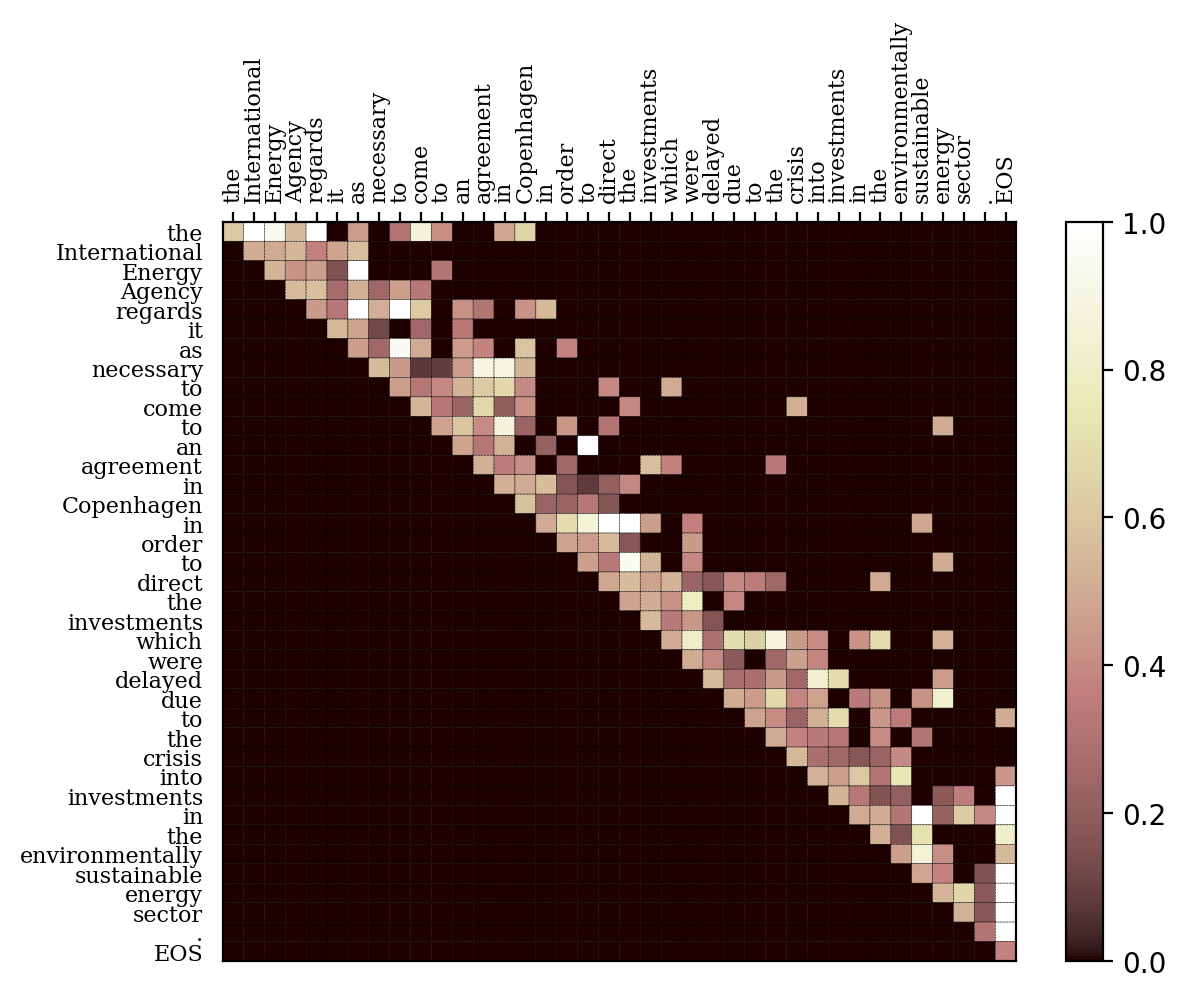 the
International
Energy
Agency
regards
it
as
necessary
to
come
to
an
agreement
in
Copenhagen
in
order
to
direct
the
investments
which
were
delayed
due
to
the
crisis
into
investments
in
the
environmentally
sustainable
energy
sector
.
EOS
the
International
Energy
Agency
regards
it
as
necessary
to
come
to
an
agreement
in
Copenhagen
in
order
to
direct
the
investments
which
were
delayed
due
to
the
crisis
into
investments
in
the
environmentally
sustainable
energy
sector
.
EOS
1.0
0.8
0.6
0.4
0.2
0.0